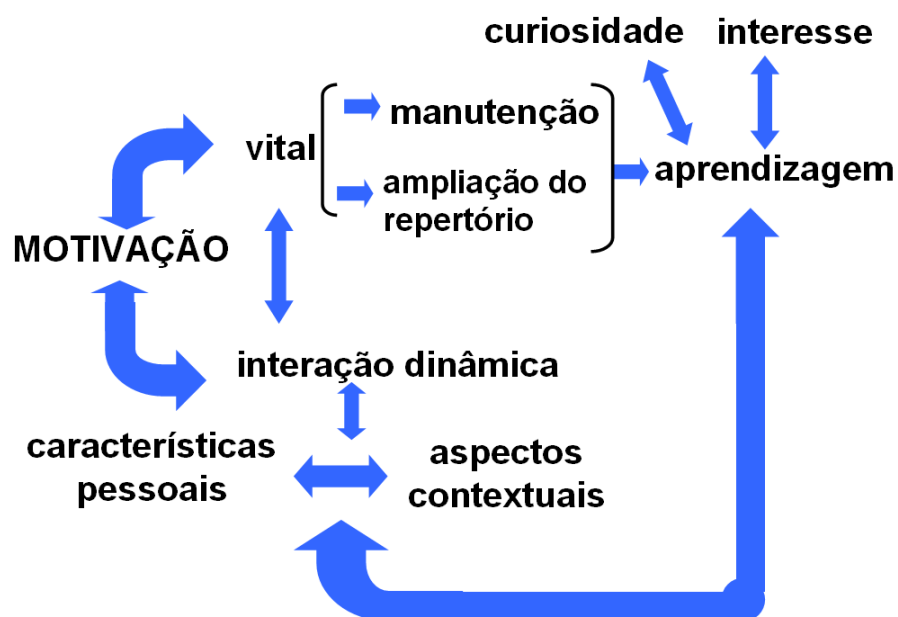 curiosidade interesse
manutenção
vital
aprendizagem
ampliação do
repertório
MOTIVAÇÃO
interação dinâmica
características
pessoais
aspectos
contextuais